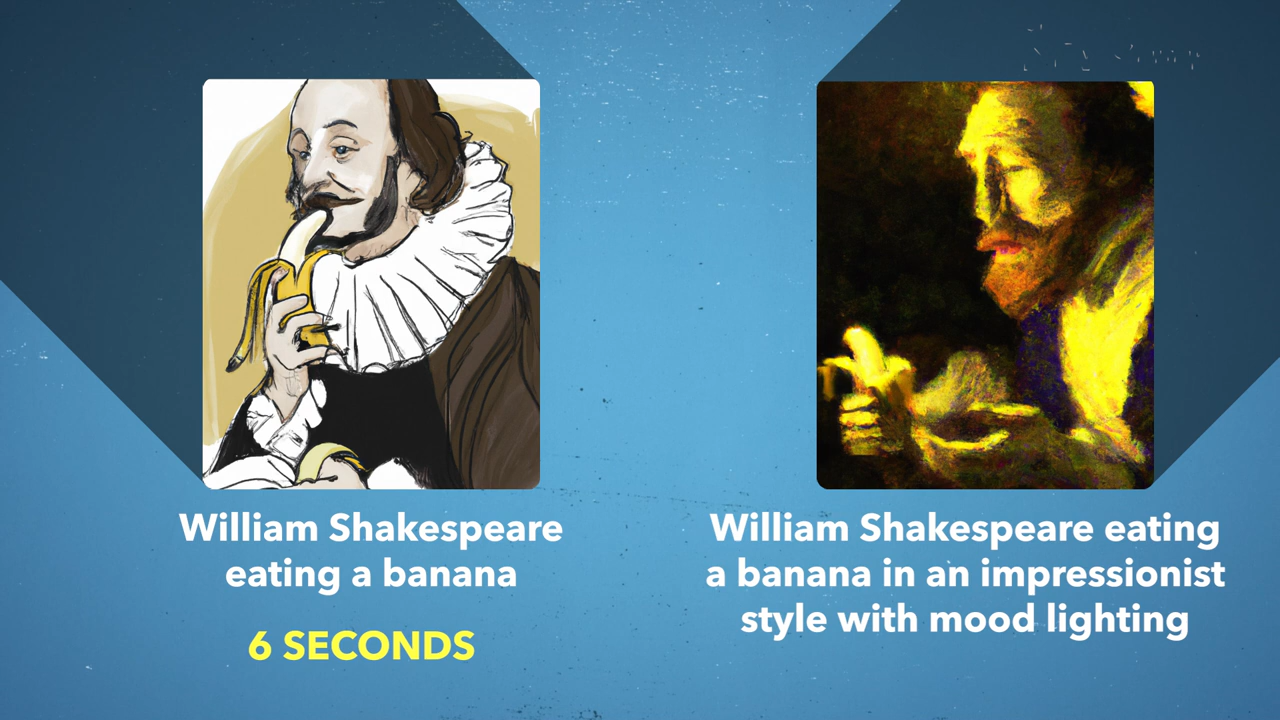 William Shakespeare
eating a banana
6 SECONDS
William Shakespeare eating
a banana in an impressionist
style with mood lighting